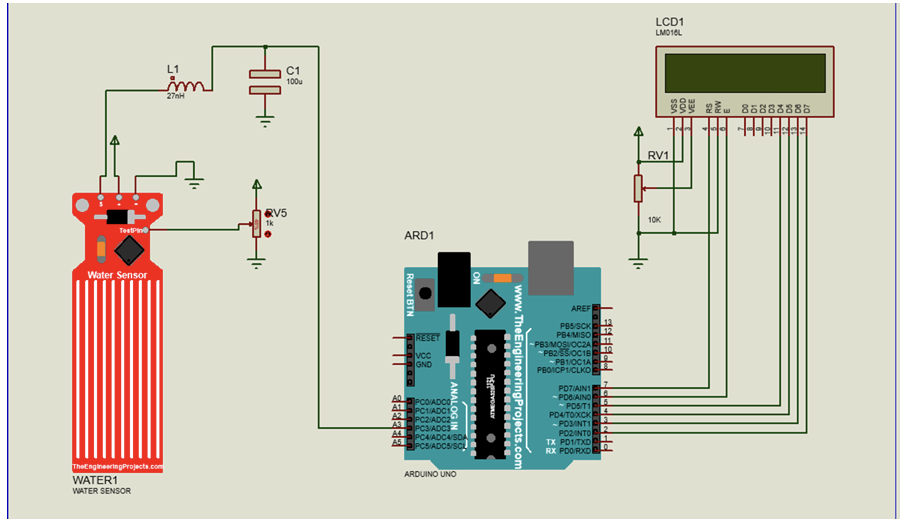 LCD1
LM016L
VSS
VDD
VEE
RS
RW
E
D0
D1
D2
D3
D4
D5
D6
D7
1
2
3
4
5
6
7
8
9
10
11
12
13
14
L1
27nH
C1
100u
RV1
10K
RV5
1k
S
+
-
TestPin
Water Sensor
TheEngineeringProjects.com
WATER1
WATER SENSOR
ARD1
Reset BTN
ON
www.TheEngineeringProjects.com
ANALOG IN
ATMEGA328P-PU
RESET
VCC
GND
A0 PC0/ADC0
A1 PC1/ADC1
A2 PC2/ADC2
A3 PC3/ADC3
A4 PC4/ADC4/SDA
A5 PC5/ADC5/SCL
AREF
PB5/SCK 13
PB4/MISO 12
~PB3/MOSI/OC2A 11
~PB2/SS/OC1B 10
~PB1/OC1A 9
PB0/ICP1/CLKO 8
PD7/AIN1 7
~PD6/AIN0 6
~PD5/T1 5
PD4/T0/XCK 4
~PD3/INT1 3
PD2/INT0 2
TX PD1/TXD 1
RX PD0/RXD 0
ARDUINO UNO